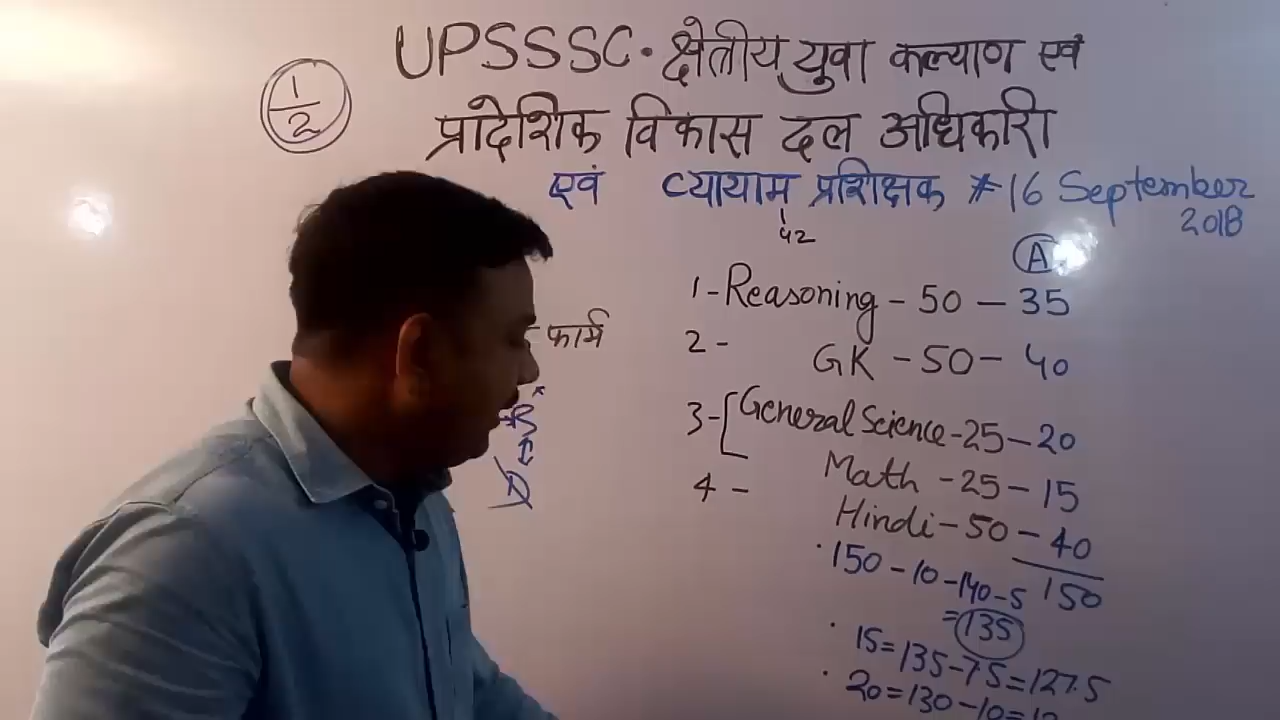 UPSSSC. क्षेत्रीय युवा कल्याण एवं
1/2
प्रादेशिक विकास दल अधिकारी
एवं व्यायाम प्रशिक्षक # 16 September
2018
42
A
1-Reasoning - 50 - 35
फार्म
2 - GK - 50 - 40
3-[General Science-25-20
Math - 25 - 15
4 -
Hindi - 50 - 40
150 - 10 - 140 - 5 150
= 135
15 = 135 - 7.5 = 127.5
20 = 130 - 10 =